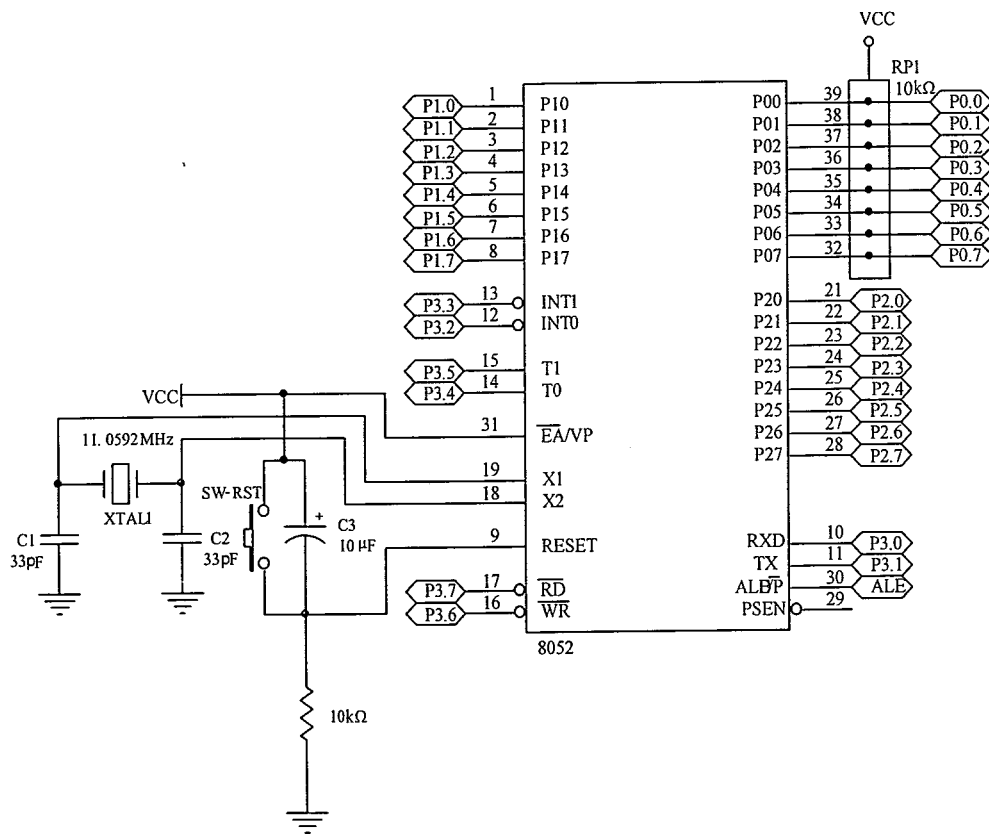 VCC
RP1
10kΩ
P1.0 1 P10 P00 39 P0.0
P1.1 2 P11 P01 38 P0.1
P1.2 3 P12 P02 37 P0.2
P1.3 4 P13 P03 36 P0.3
P1.4 5 P14 P04 35 P0.4
P1.5 6 P15 P05 34 P0.5
P1.6 7 P16 P06 33 P0.6
P1.7 8 P17 P07 32 P0.7
P3.3 13 INT1 P20 21 P2.0
P3.2 12 INT0 P21 22 P2.1
P22 23 P2.2
P3.5 15 T1 P23 24 P2.3
P3.4 14 T0 P24 25 P2.4
VCC
P25 26 P2.5
31 EA/VP P26 27 P2.6
P27 28 P2.7
11.0592MHz
19 X1
18 X2
XTAL1
SW-RST
C1
33pF
C2
33pF
C3
10 μF
+
9 RESET RXD 10 P3.0
TX 11 P3.1
P3.7 17 RD ALE/P 30 ALE
P3.6 16 WR PSEN 29
8052
10kΩ